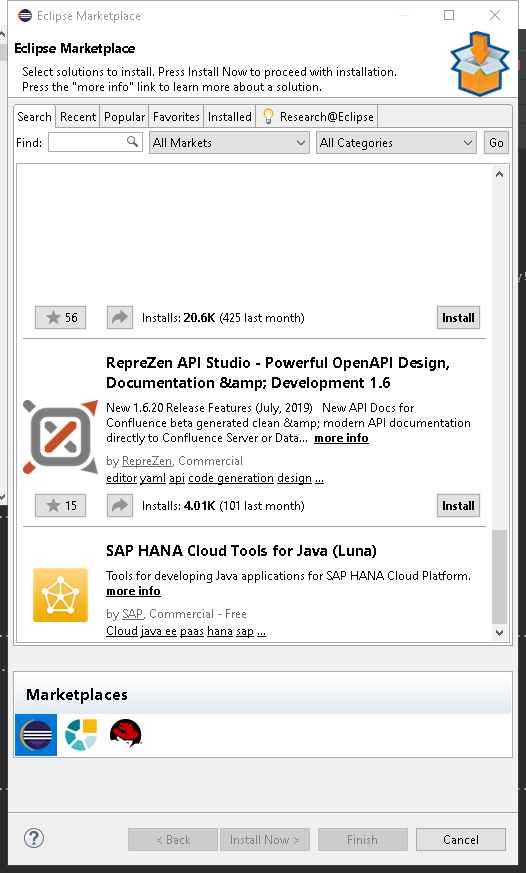 Eclipse Marketplace
Eclipse Marketplace
Select solutions to install. Press Install Now to proceed with installation.
Press the "more info" link to learn more about a solution.
Search Recent Popular Favorites Installed Research@Eclipse
Find: All Markets All Categories Go
56 Installs: 20.6K (425 last month) Install
RepreZen API Studio - Powerful OpenAPI Design,
Documentation &amp; Development 1.6
New 1.6.20 Release Features (July, 2019) New API Docs for
Confluence beta generated clean &amp; modern API documentation
directly to Confluence Server or Data... more info
by RepreZen, Commercial
editor yaml api code generation design ...
15 Installs: 4.01K (101 last month) Install
SAP HANA Cloud Tools for Java (Luna)
Tools for developing Java applications for SAP HANA Cloud Platform.
more info
by SAP, Commercial - Free
Cloud java ee paas hana sap ...
Marketplaces
? < Back Install Now > Finish Cancel